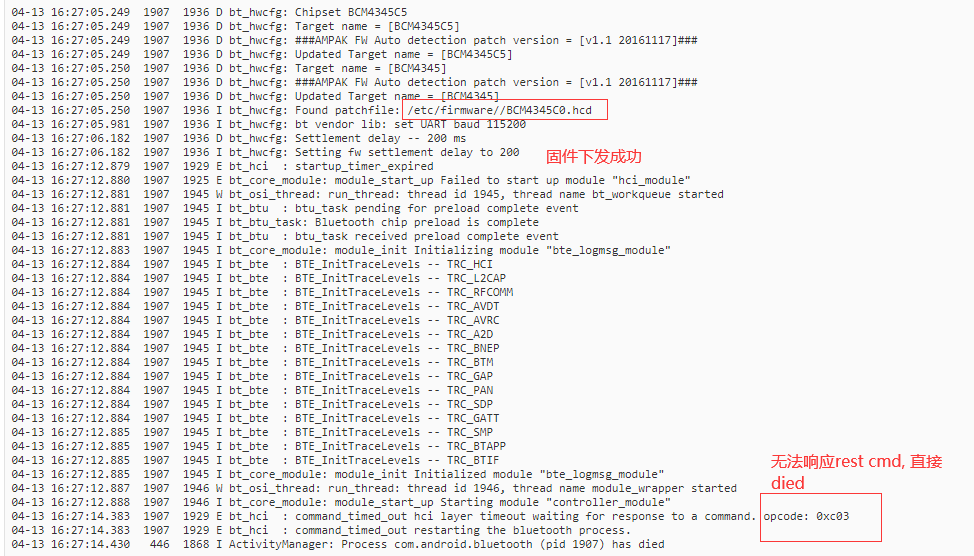 04-13 16:27:05.249  1907  1936 D bt_hwcfg: Chipset BCM4345C5
04-13 16:27:05.249  1907  1936 D bt_hwcfg: Target name = [BCM4345C5]
04-13 16:27:05.249  1907  1936 D bt_hwcfg: ###AMPAK FW Auto detection patch version = [v1.1 20161117]###
04-13 16:27:05.249  1907  1936 D bt_hwcfg: Updated Target name = [BCM4345C5]
04-13 16:27:05.250  1907  1936 D bt_hwcfg: Target name = [BCM4345]
04-13 16:27:05.250  1907  1936 D bt_hwcfg: ###AMPAK FW Auto detection patch version = [v1.1 20161117]###
04-13 16:27:05.250  1907  1936 D bt_hwcfg: Updated Target name = [BCM4345]
04-13 16:27:05.250  1907  1936 I bt_hwcfg: Found patchfile: /etc/firmware//BCM4345C0.hcd
04-13 16:27:05.981  1907  1936 I bt_hwcfg: bt vendor lib: set UART baud 115200
04-13 16:27:06.182  1907  1936 D bt_hwcfg: Settlement delay -- 200 ms
04-13 16:27:06.182  1907  1936 I bt_hwcfg: Setting fw settlement delay to 200
固件下发成功
04-13 16:27:12.879  1907  1929 E bt_hci  : startup_timer_expired
04-13 16:27:12.880  1907  1925 E bt_core_module: module_start_up Failed to start up module "hci_module"
04-13 16:27:12.881  1907  1945 W bt_osi_thread: run_thread: thread id 1945, thread name bt_workqueue started
04-13 16:27:12.881  1907  1945 I bt_btu  : btu_task pending for preload complete event
04-13 16:27:12.881  1907  1945 I bt_btu_task: Bluetooth chip preload is complete
04-13 16:27:12.881  1907  1945 I bt_btu  : btu_task received preload complete event
04-13 16:27:12.883  1907  1945 I bt_core_module: module_init Initializing module "bte_logmsg_module"
04-13 16:27:12.884  1907  1945 I bt_bte  : BTE_InitTraceLevels -- TRC_HCI
04-13 16:27:12.884  1907  1945 I bt_bte  : BTE_InitTraceLevels -- TRC_L2CAP
04-13 16:27:12.884  1907  1945 I bt_bte  : BTE_InitTraceLevels -- TRC_RFCOMM
04-13 16:27:12.884  1907  1945 I bt_bte  : BTE_InitTraceLevels -- TRC_AVDT
04-13 16:27:12.884  1907  1945 I bt_bte  : BTE_InitTraceLevels -- TRC_AVRC
04-13 16:27:12.884  1907  1945 I bt_bte  : BTE_InitTraceLevels -- TRC_A2D
04-13 16:27:12.884  1907  1945 I bt_bte  : BTE_InitTraceLevels -- TRC_BNEP
04-13 16:27:12.884  1907  1945 I bt_bte  : BTE_InitTraceLevels -- TRC_BTM
04-13 16:27:12.884  1907  1945 I bt_bte  : BTE_InitTraceLevels -- TRC_GAP
04-13 16:27:12.884  1907  1945 I bt_bte  : BTE_InitTraceLevels -- TRC_PAN
04-13 16:27:12.884  1907  1945 I bt_bte  : BTE_InitTraceLevels -- TRC_SDP
04-13 16:27:12.884  1907  1945 I bt_bte  : BTE_InitTraceLevels -- TRC_GATT
04-13 16:27:12.885  1907  1945 I bt_bte  : BTE_InitTraceLevels -- TRC_SMP
04-13 16:27:12.885  1907  1945 I bt_bte  : BTE_InitTraceLevels -- TRC_BTAPP
04-13 16:27:12.885  1907  1945 I bt_bte  : BTE_InitTraceLevels -- TRC_BTIF
04-13 16:27:12.885  1907  1945 I bt_core_module: module_init Initialized module "bte_logmsg_module"
04-13 16:27:12.887  1907  1946 W bt_osi_thread: run_thread: thread id 1946, thread name module_wrapper started
04-13 16:27:12.888  1907  1946 I bt_core_module: module_start_up Starting module "controller_module"
无法响应rest cmd, 直接
died
04-13 16:27:14.383  1907  1929 E bt_hci  : command_timed_out hci layer timeout waiting for response to a command. opcode: 0xc03
04-13 16:27:14.383  1907  1929 E bt_hci  : command_timed_out restarting the bluetooth process.
04-13 16:27:14.430   446  1868 I ActivityManager: Process com.android.bluetooth (pid 1907) has died